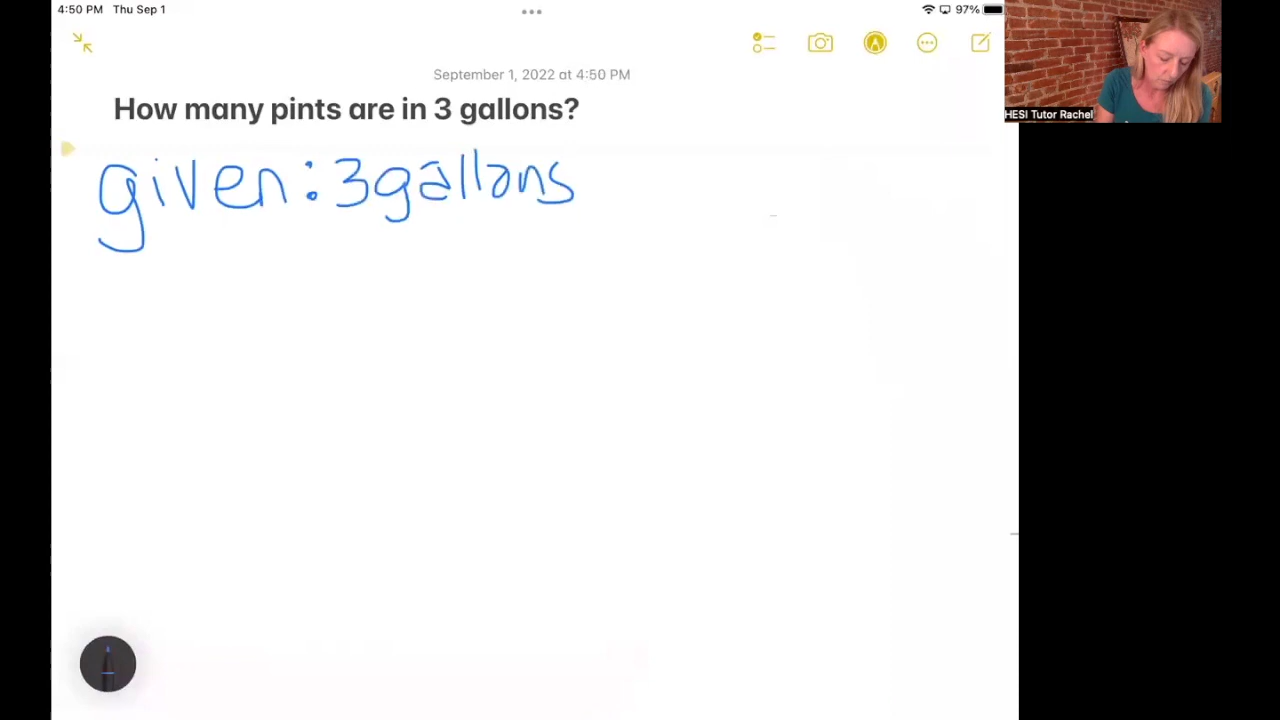 4:50 PM Thu Sep 1
97%
September 1, 2022 at 4:50 PM
How many pints are in 3 gallons?
given: 3 gallons
HESI Tutor Rachel